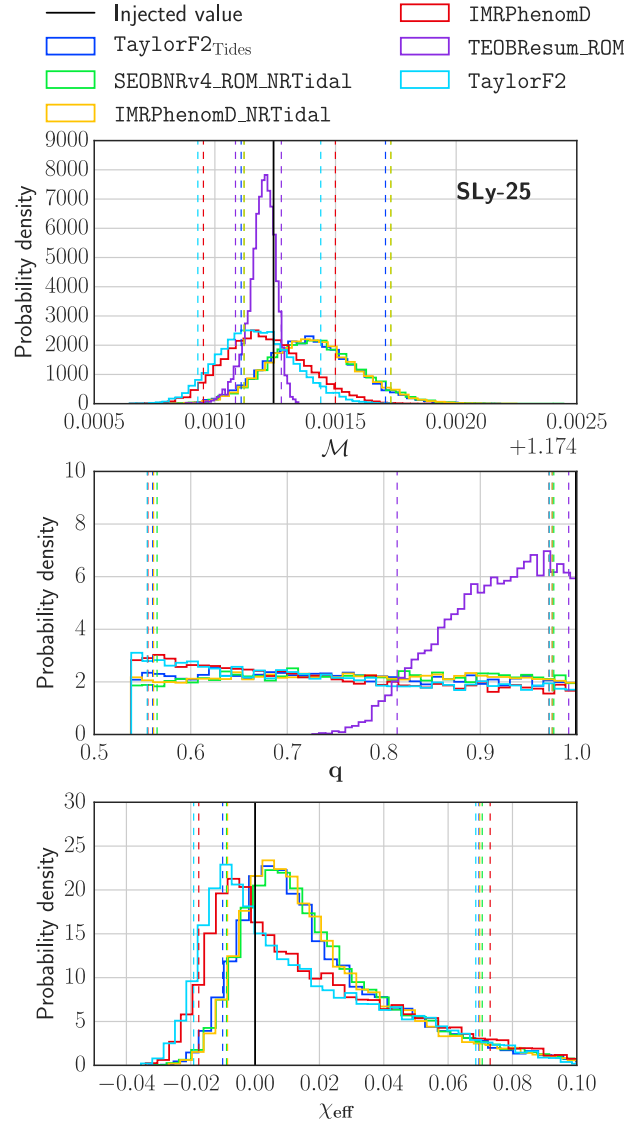 Injected value
TaylorF2Tides
SEOBNRv4_ROM_NRTidal
IMRPhenomD_NRTidal
IMRPhenomD
TEOBResum_ROM
TaylorF2
SLy-25
Probability density
9000
8000
7000
6000
5000
4000
3000
2000
1000
0
0.0005 0.0010 0.0015 0.0020 0.0025
+1.174
ℳ
Probability density
10
8
6
4
2
0
0.5 0.6 0.7 0.8 0.9 1.0
q
Probability density
30
25
20
15
10
5
0
−0.04 −0.02 0.00 0.02 0.04 0.06 0.08 0.10
χeff